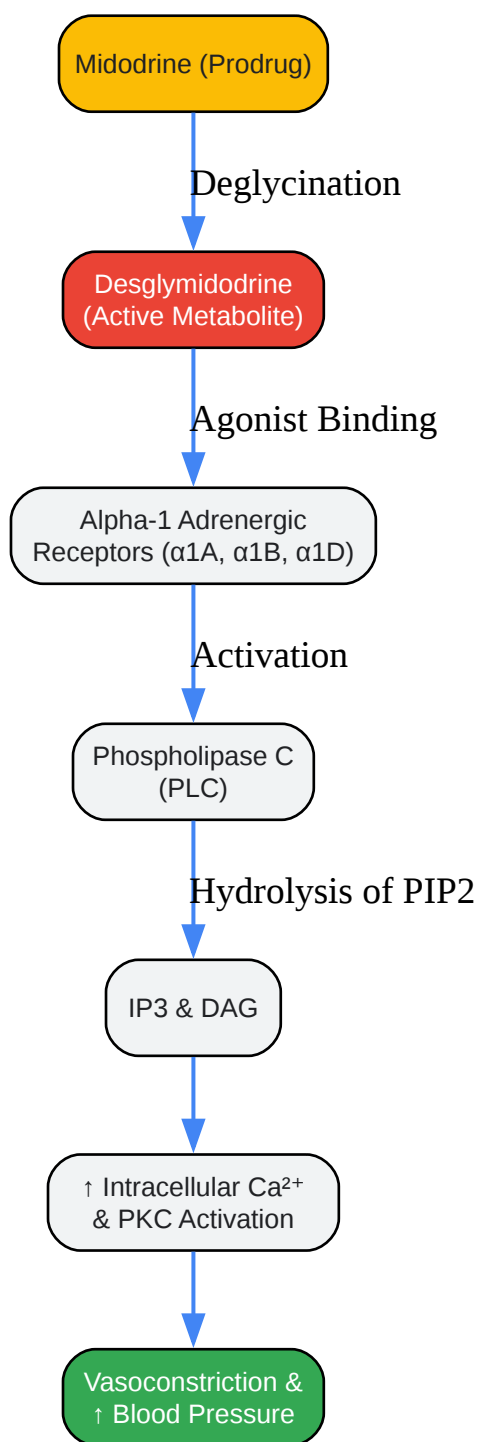 Midodrine (Prodrug)
Deglycination
Desglymidodrine
(Active Metabolite)
Agonist Binding
Alpha-1 Adrenergic
Receptors (α1A, α1B, α1D)
Activation
Phospholipase C
(PLC)
Hydrolysis of PIP2
IP3 & DAG
↑ Intracellular Ca²⁺
& PKC Activation
Vasoconstriction &
↑ Blood Pressure